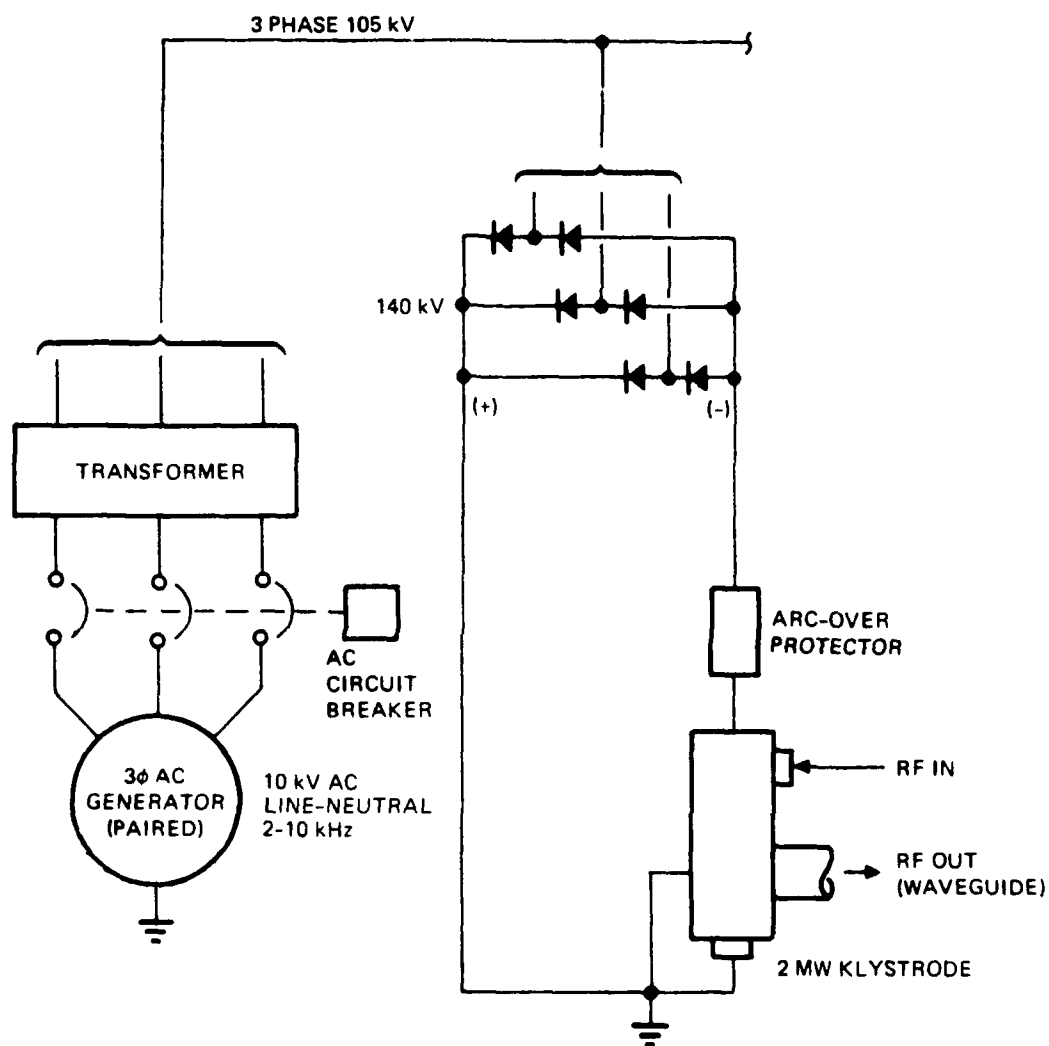 3 PHASE 105 kV
140 kV
(+)
(-)
TRANSFORMER
AC
CIRCUIT
BREAKER
ARC-OVER
PROTECTOR
3ϕ AC
GENERATOR
(PAIRED)
10 kV AC
LINE-NEUTRAL
2-10 kHz
RF IN
RF OUT
(WAVEGUIDE)
2 MW KLYSTRODE